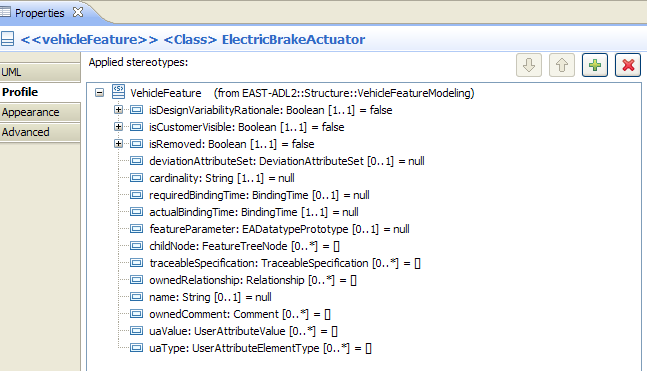 Properties
<<vehicleFeature>> <Class> ElectricBrakeActuator
UML
Profile
Appearance
Advanced
Applied stereotypes:
VehicleFeature (from EAST-ADL2::Structure::VehicleFeatureModeling)
isDesignVariabilityRationale: Boolean [1..1] = false
isCustomerVisible: Boolean [1..1] = false
isRemoved: Boolean [1..1] = false
deviationAttributeSet: DeviationAttributeSet [0..1] = null
cardinality: String [1..1] = null
requiredBindingTime: BindingTime [0..1] = null
actualBindingTime: BindingTime [1..1] = null
featureParameter: EADatatypePrototype [0..1] = null
childNode: FeatureTreeNode [0..*] = []
traceableSpecification: TraceableSpecification [0..*] = []
ownedRelationship: Relationship [0..*] = []
name: String [0..1] = null
ownedComment: Comment [0..*] = []
uaValue: UserAttributeValue [0..*] = []
uaType: UserAttributeElementType [0..*] = []